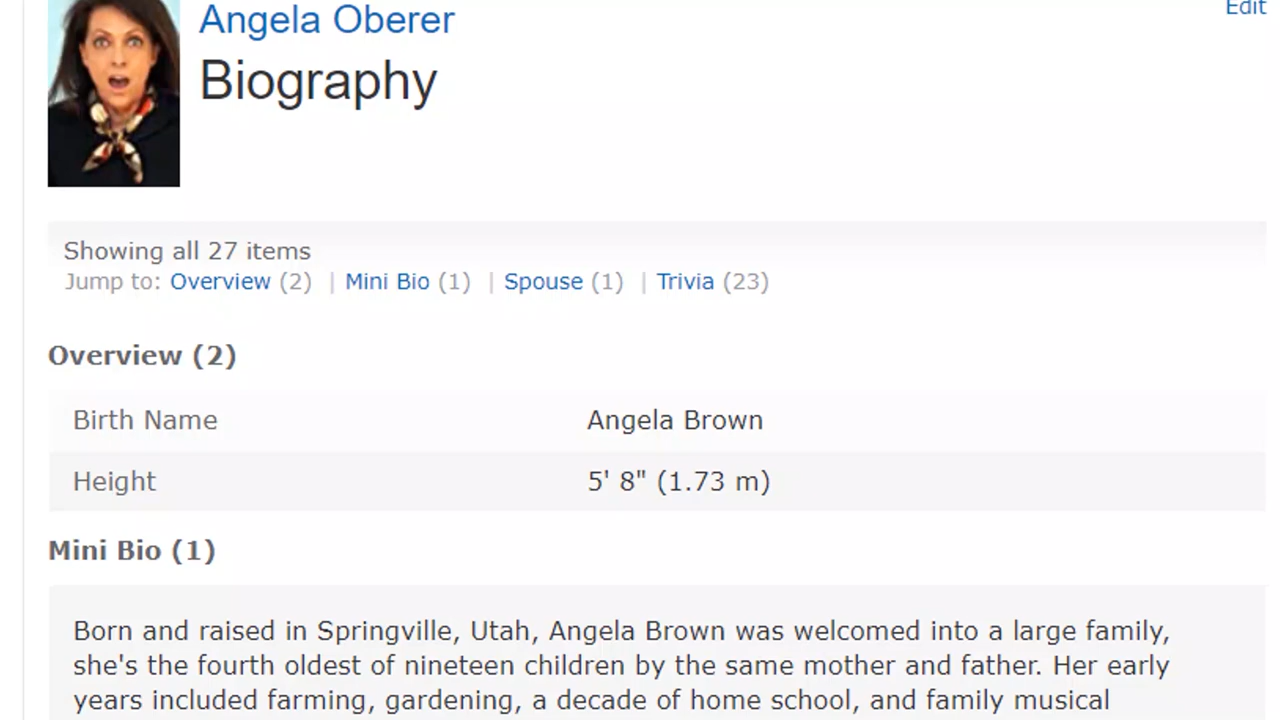 Angela Oberer
Edit
Biography
Showing all 27 items
Jump to: Overview (2) | Mini Bio (1) | Spouse (1) | Trivia (23)
Overview (2)
Birth Name Angela Brown
Height 5' 8" (1.73 m)
Mini Bio (1)
Born and raised in Springville, Utah, Angela Brown was welcomed into a large family,
she's the fourth oldest of nineteen children by the same mother and father. Her early
years included farming, gardening, a decade of home school, and family musical